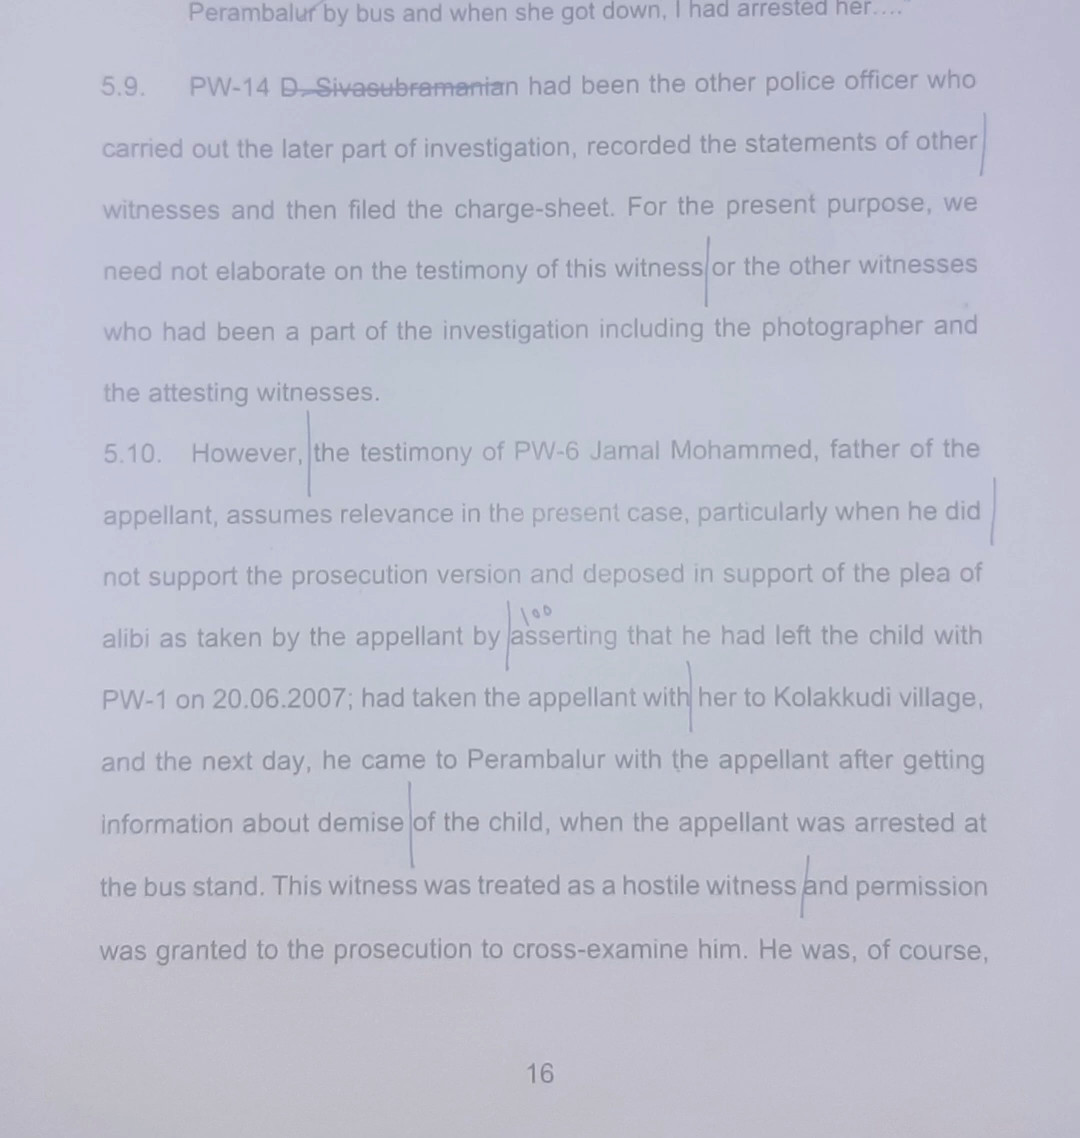 Perambalur by bus and when she got down, I had arrested her....”
5.9. PW-14 D. Sivasubramanian had been the other police officer who
carried out the later part of investigation, recorded the statements of other
witnesses and then filed the charge-sheet. For the present purpose, we
need not elaborate on the testimony of this witness or the other witnesses
who had been a part of the investigation including the photographer and
the attesting witnesses.
5.10. However, the testimony of PW-6 Jamal Mohammed, father of the
appellant, assumes relevance in the present case, particularly when he did
not support the prosecution version and deposed in support of the plea of
100
alibi as taken by the appellant by asserting that he had left the child with
PW-1 on 20.06.2007; had taken the appellant with her to Kolakkudi village,
and the next day, he came to Perambalur with the appellant after getting
information about demise of the child, when the appellant was arrested at
the bus stand. This witness was treated as a hostile witness and permission
was granted to the prosecution to cross-examine him. He was, of course,
16